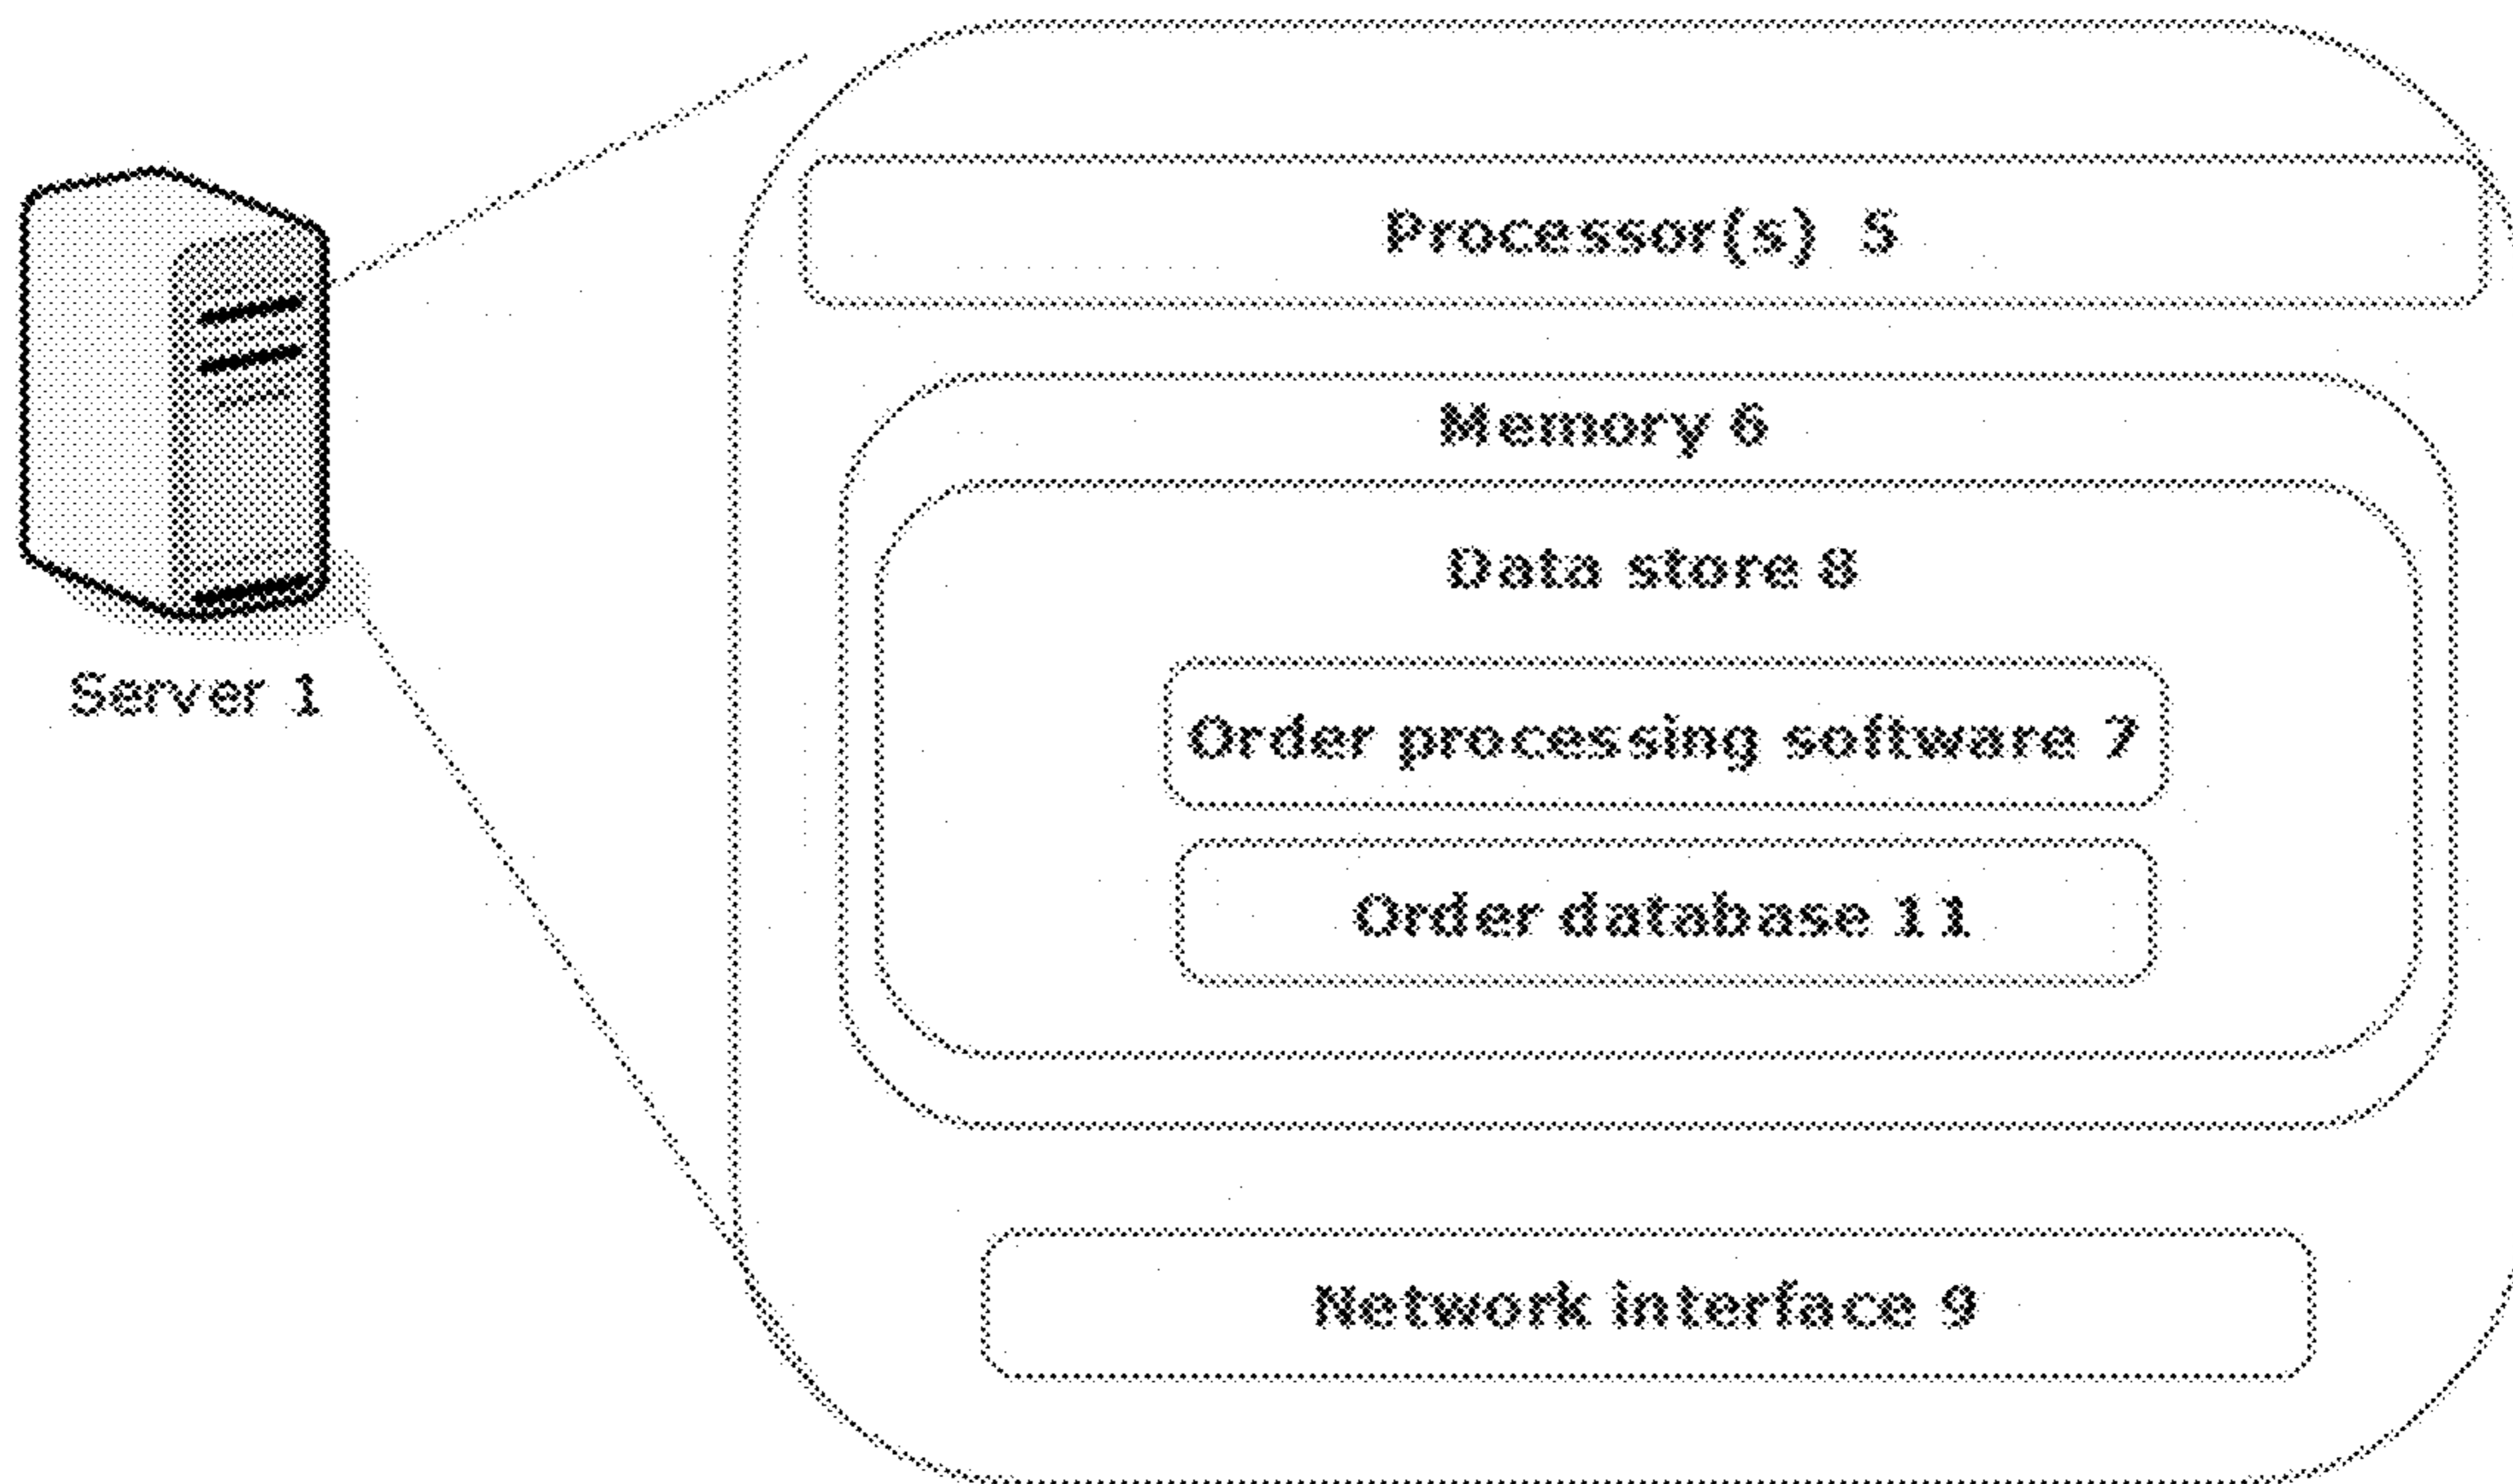 Processor(s) 5
Memory 6
Data store 8
Server 1
Order processing software 7
Order database 11
Network interface 9